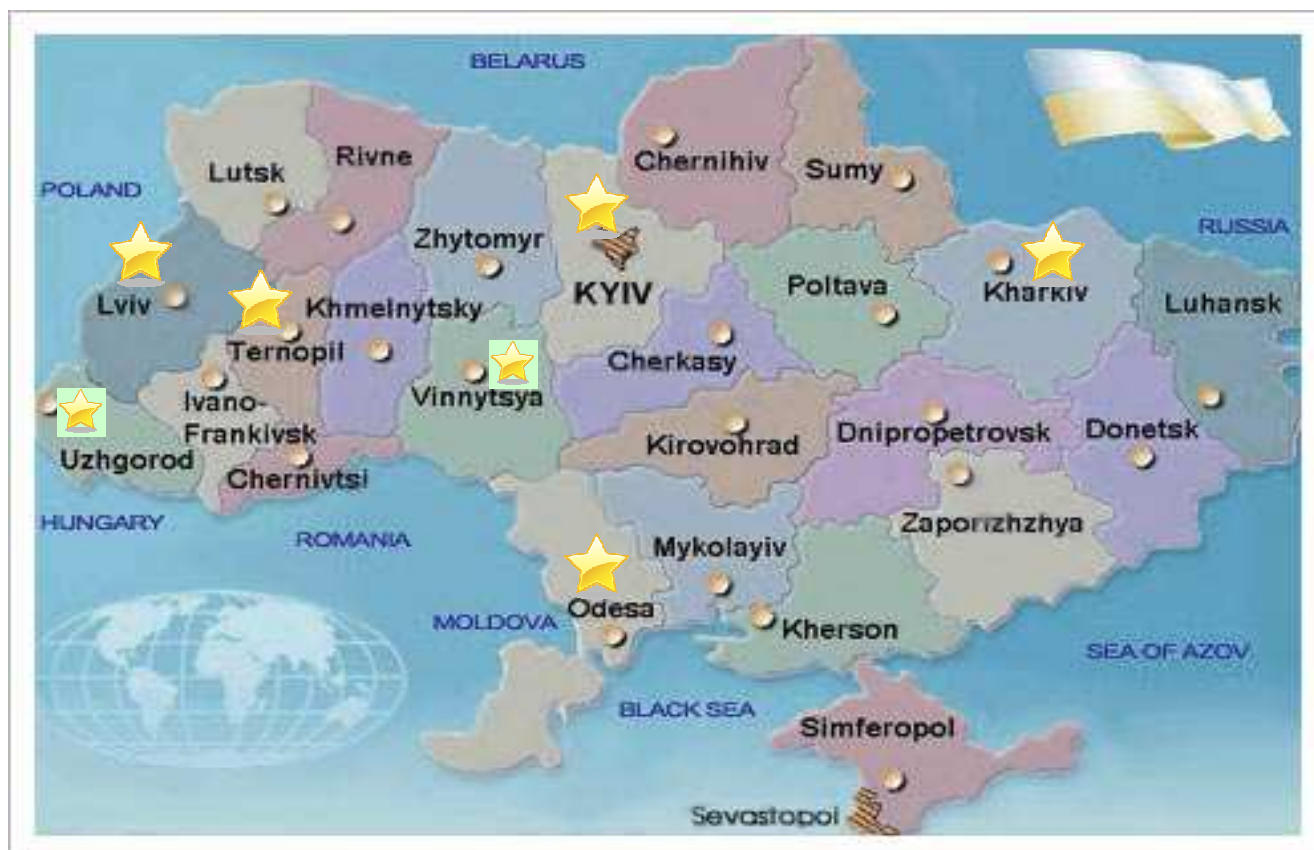 BELARUS
Chernihiv
Sumy
Rivne
Lutsk
POLAND
RUSSIA
Zhytomyr
KYIV
Poltava
Kharkiv
Luhansk
Lviv
Khmelnytsky
Ternopil
Cherkasy
Vinnytsya
Ivano-
Frankivsk
Uzhgorod
Chernivtsi
Kirovohrad
Dnipropetrovsk
Donetsk
HUNGARY
ROMANIA
Zaporizhzhya
Mykolayiv
Odesa
MOLDOVA
Kherson
SEA OF AZOV
BLACK SEA
Simferopol
Sevastopol